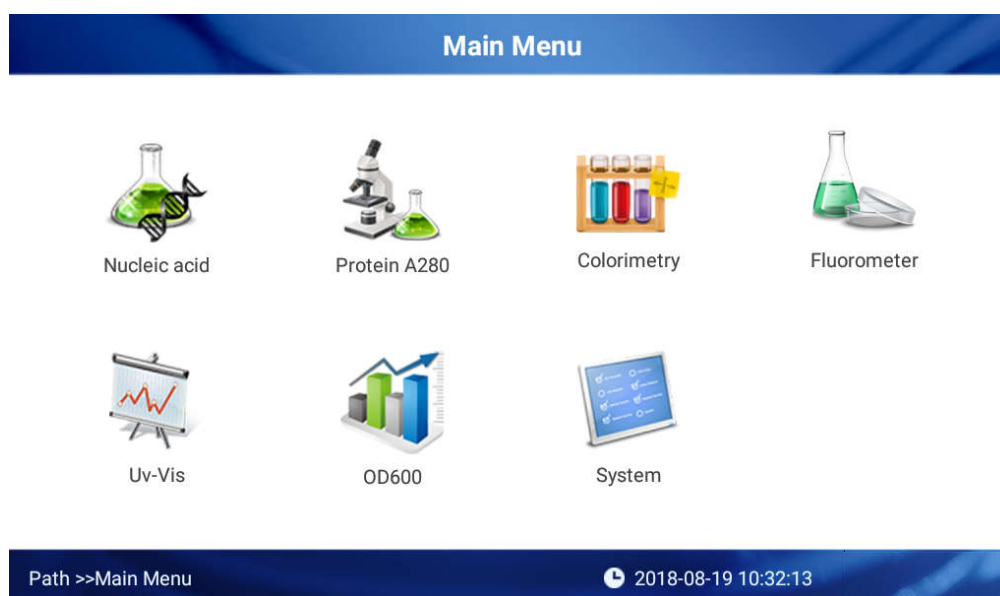 Main Menu
Nucleic acid
Protein A280
Colorimetry
Fluorometer
Uv-Vis
OD600
System
Path >>Main Menu
2018-08-19 10:32:13